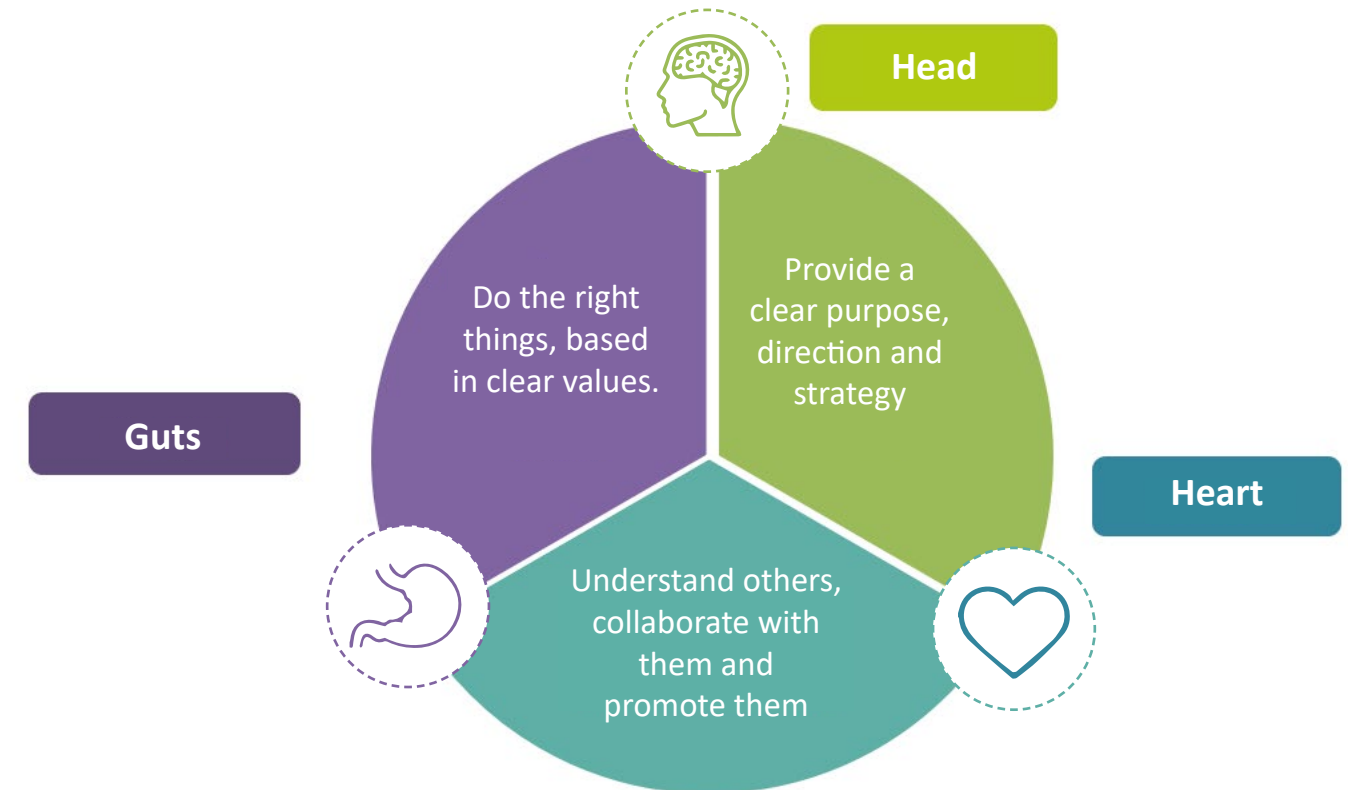 Head
Provide a
clear purpose,
direction and
strategy
Do the right
things, based
in clear values.
Guts
Heart
Understand others,
collaborate with
them and
promote them